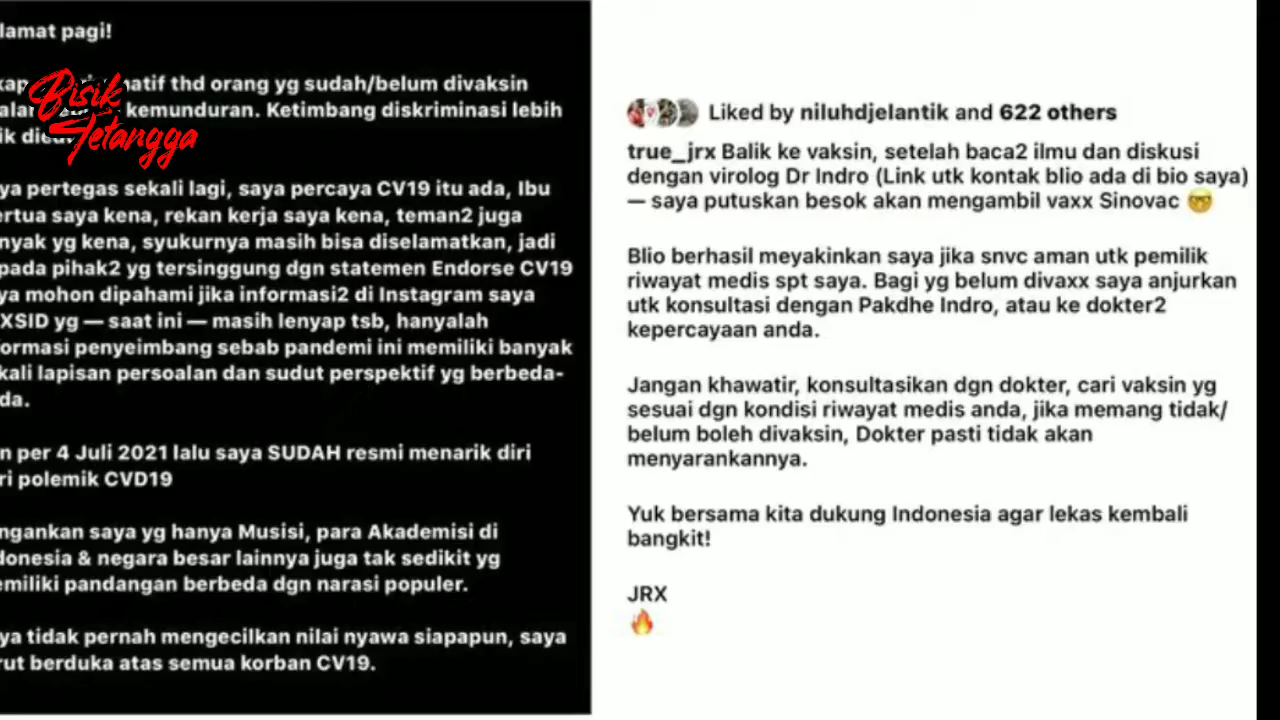 lamat pagi!
Bisik
Tetangga
thd orang yg sudah/belum divaksin
kemunduran. Ketimbang diskriminasi lebih
ya pertegas sekali lagi, saya percaya CV19 itu ada, Ibu
ertua saya kena, rekan kerja saya kena, teman2 juga
nyak yg kena, syukurnya masih bisa diselamatkan, jadi
pada pihak2 yg tersinggung dgn statemen Endorse CV19
ya mohon dipahami jika informasi2 di Instagram saya
XSID yg — saat ini — masih lenyap tsb, hanyalah
ormasi penyeimbang sebab pandemi ini memiliki banyak
kali lapisan persoalan dan sudut perspektif yg berbeda-
da.
n per 4 Juli 2021 lalu saya SUDAH resmi menarik diri
ri polemik CVD19
ngankan saya yg hanya Musisi, para Akademisi di
donesia & negara besar lainnya juga tak sedikit yg
emiliki pandangan berbeda dgn narasi populer.
ya tidak pernah mengecilkan nilai nyawa siapapun, saya
rut berduka atas semua korban CV19.
Liked by niluhdjelantik and 622 others
true_jrx Balik ke vaksin, setelah baca2 ilmu dan diskusi
dengan virolog Dr Indro (Link utk kontak blio ada di bio saya)
— saya putuskan besok akan mengambil vaxx Sinovac 🤓
Blio berhasil meyakinkan saya jika snvc aman utk pemilik
riwayat medis spt saya. Bagi yg belum divaxx saya anjurkan
utk konsultasi dengan Pakdhe Indro, atau ke dokter2
kepercayaan anda.
Jangan khawatir, konsultasikan dgn dokter, cari vaksin yg
sesuai dgn kondisi riwayat medis anda, jika memang tidak/
belum boleh divaksin, Dokter pasti tidak akan
menyarankannya.
Yuk bersama kita dukung Indonesia agar lekas kembali
bangkit!
JRX
🔥